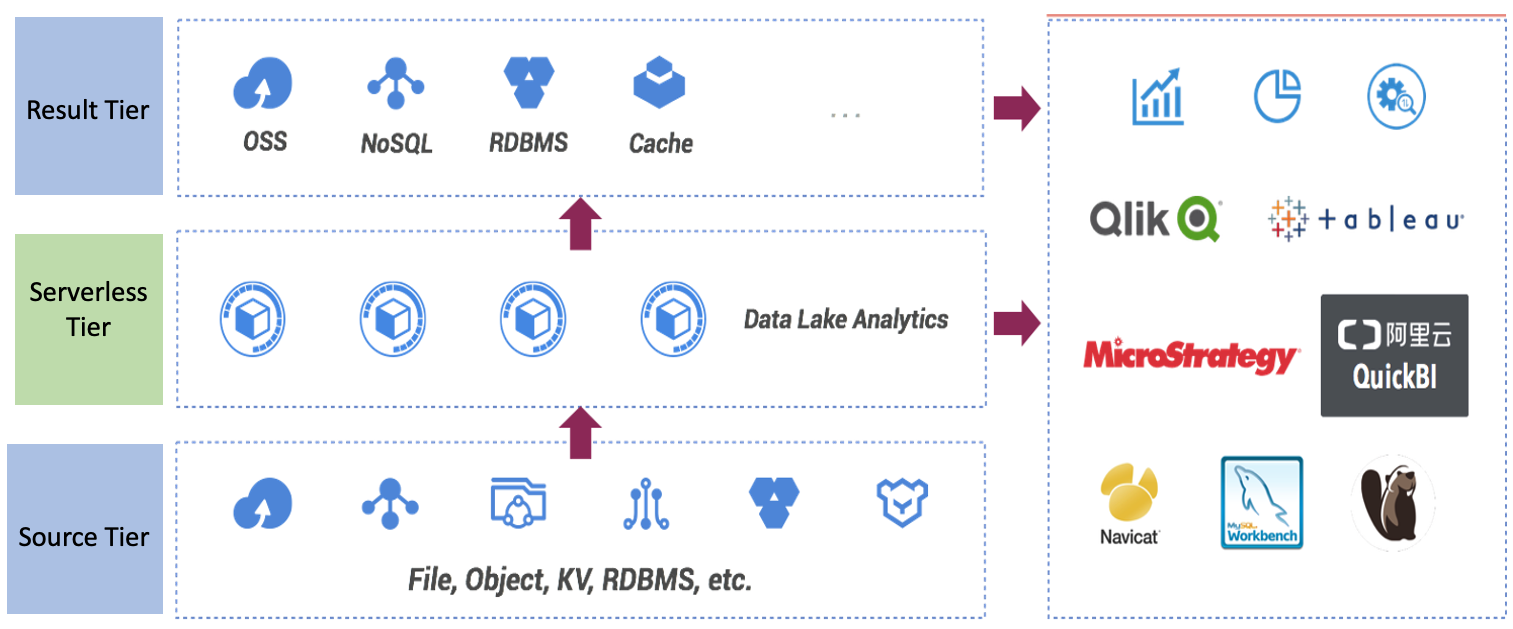 Result Tier
OSS
NoSQL
RDBMS
Cache
...
Qlik
+ableau
Serverless
Tier
Data Lake Analytics
MicroStrategy
阿里云
QuickBI
Source Tier
File, Object, KV, RDBMS, etc.
Navicat
MySQL
Workbench